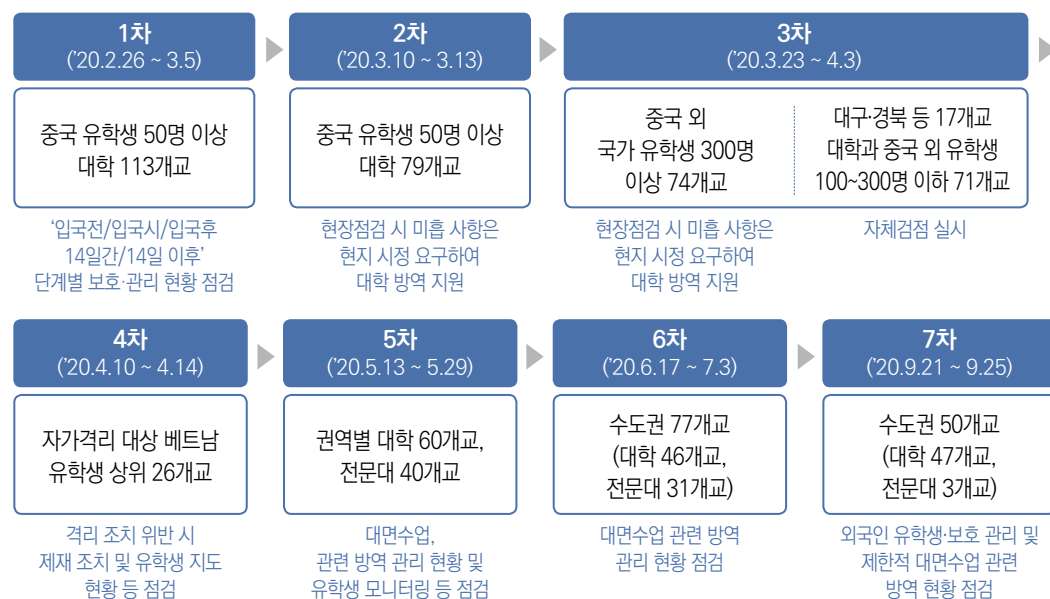 1차
('20.2.26 ~ 3.5)
중국 유학생 50명 이상
대학 113개교
'입국전/입국시/입국후
14일간/14일 이후'
단계별 보호·관리 현황 점검
2차
('20.3.10 ~ 3.13)
중국 유학생 50명 이상
대학 79개교
현장점검 시 미흡 사항은
현지 시정 요구하여
대학 방역 지원
3차
('20.3.23 ~ 4.3)
중국 외
국가 유학생 300명
이상 74개교
현장점검 시 미흡 사항은
현지 시정 요구하여
대학 방역 지원
대구·경북 등 17개교
대학과 중국 외 유학생
100~300명 이하 71개교
자체검점 실시
4차
('20.4.10 ~ 4.14)
자가격리 대상 베트남
유학생 상위 26개교
격리 조치 위반 시
제재 조치 및 유학생 지도
현황 등 점검
5차
('20.5.13 ~ 5.29)
권역별 대학 60개교,
전문대 40개교
대면수업,
관련 방역 관리 현황 및
유학생 모니터링 등 점검
6차
('20.6.17 ~ 7.3)
수도권 77개교
(대학 46개교,
전문대 31개교)
대면수업 관련 방역
관리 현황 점검
7차
('20.9.21 ~ 9.25)
수도권 50개교
(대학 47개교,
전문대 3개교)
외국인 유학생·보호 관리 및
제한적 대면수업 관련
방역 현황 점검